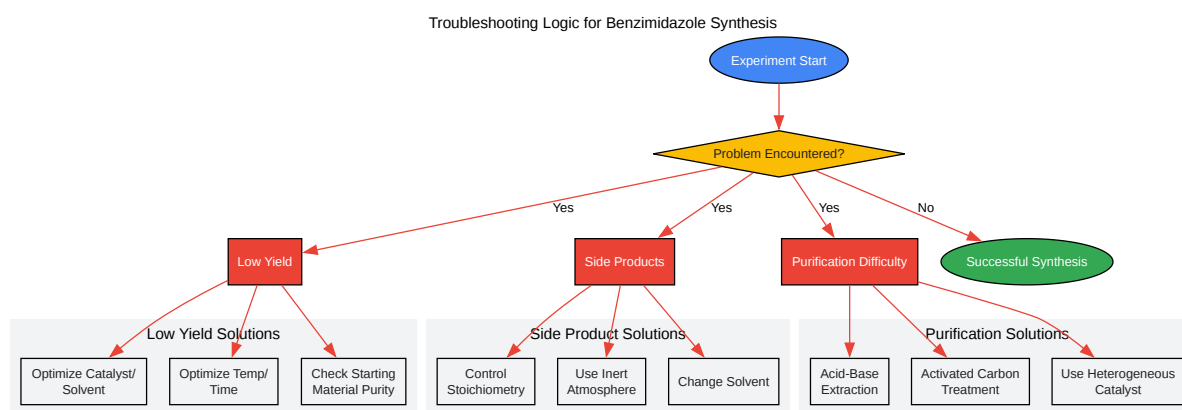 Troubleshooting Logic for Benzimidazole Synthesis
Experiment Start
Problem Encountered?
Yes
Yes
Yes
No
Low Yield
Side Products
Purification Difficulty
Successful Synthesis
Low Yield Solutions
Side Product Solutions
Purification Solutions
Optimize Catalyst/
Solvent
Optimize Temp/
Time
Check Starting
Material Purity
Control
Stoichiometry
Use Inert
Atmosphere
Change Solvent
Acid-Base
Extraction
Activated Carbon
Treatment
Use Heterogeneous
Catalyst